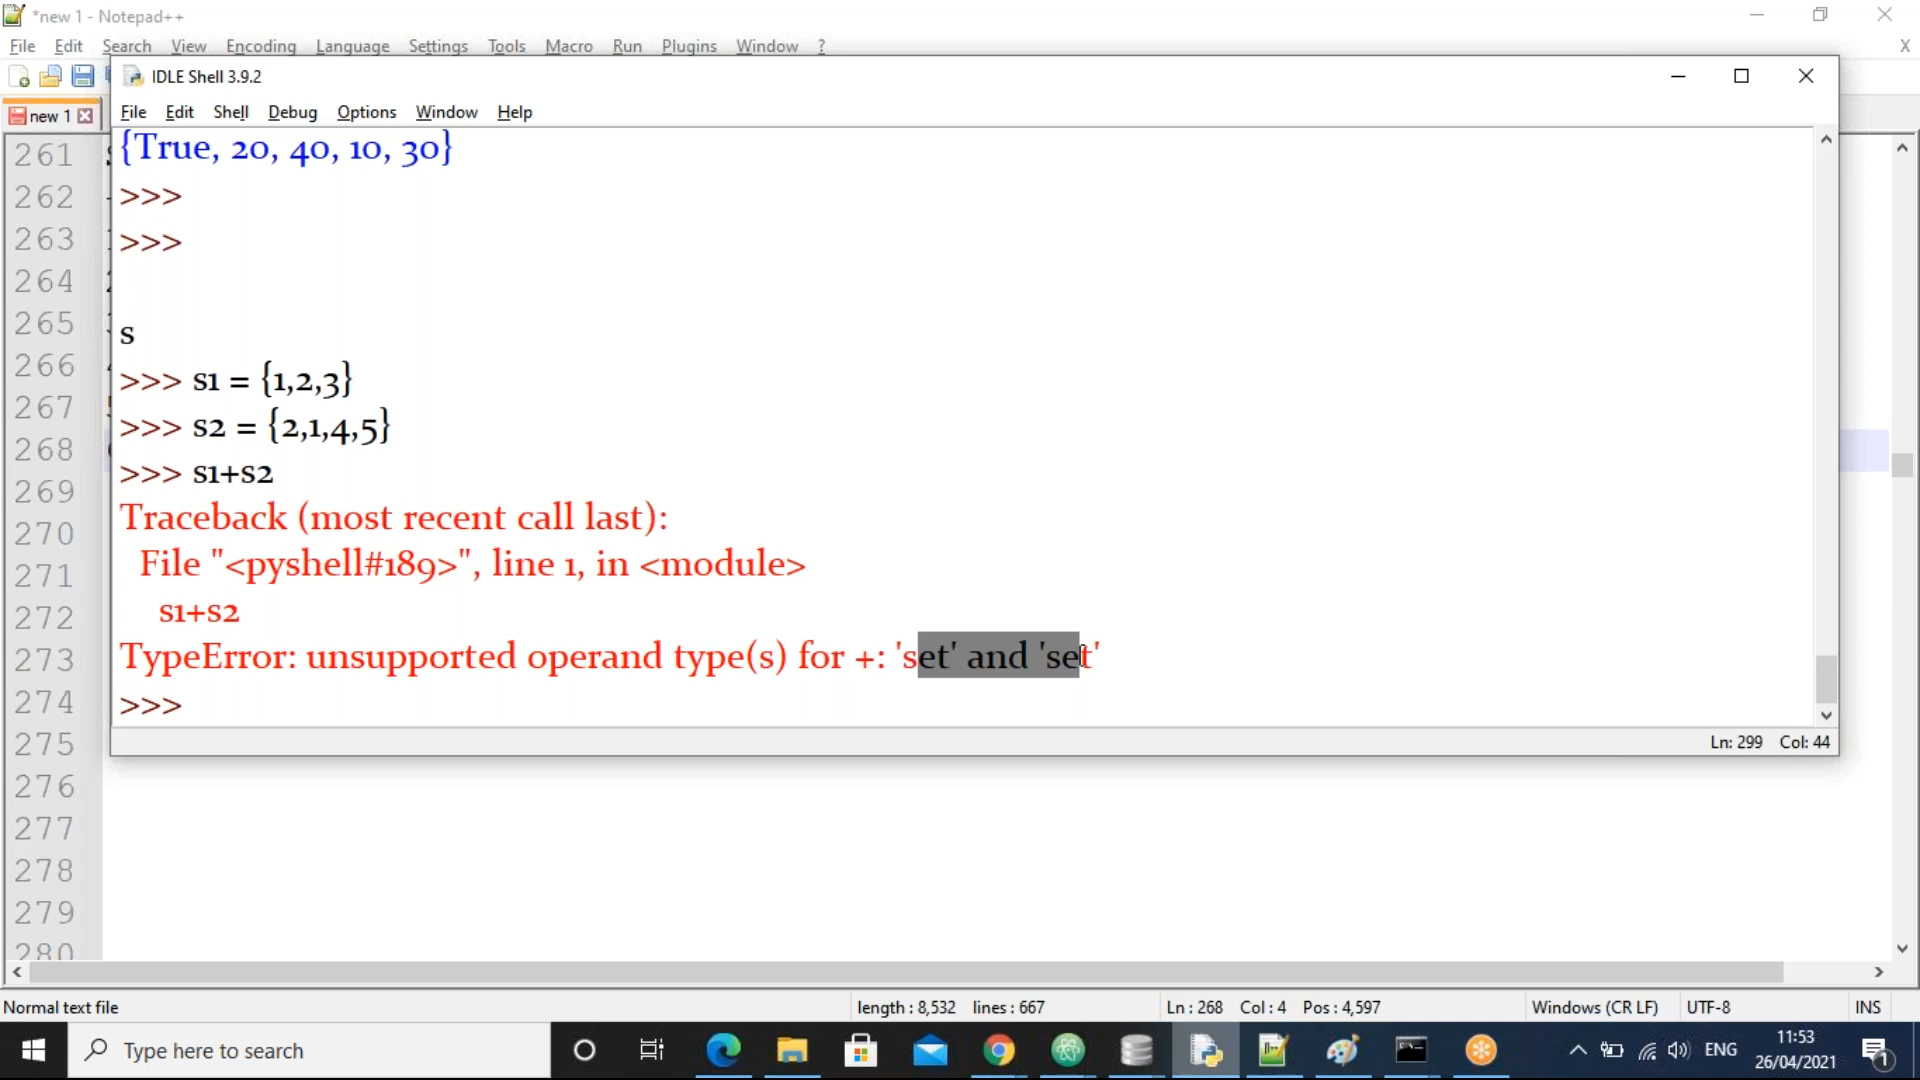 *new 1 - Notepad++
File Edit Search View Encoding Language Settings Tools Macro Run Plugins Window ?
X
IDLE Shell 3.9.2
new 1
File Edit Shell Debug Options Window Help
261
{True, 20, 40, 10, 30}
262
>>>
263
>>>
264
265
s
266
>>> s1 = {1,2,3}
267
>>> s2 = {2,1,4,5}
268
>>> s1+s2
269
Traceback (most recent call last):
270
File "<pyshell#189>", line 1, in <module>
271
s1+s2
272
TypeError: unsupported operand type(s) for +: 'set' and 'set'
273
>>>
274
275
Ln: 299 Col: 44
276
277
278
279
280
Normal text file length : 8,532 lines : 667 Ln : 268 Col : 4 Pos : 4,597 Windows (CR LF) UTF-8 INS
Type here to search
ENG
11:53
26/04/2021
1